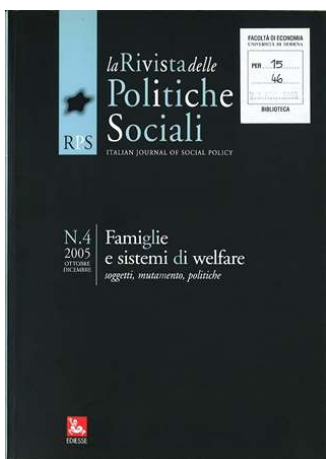 la Rivista delle
Politiche
Sociali
RPS
ITALIAN JOURNAL OF SOCIAL POLICY
FACOLTÀ DI ECONOMIA
UNIVERSITÀ DI MODENA
PER 15
46
BIBLIOTECA
N.4
2005
OTTOBRE
DICEMBRE
Famiglie
e sistemi di welfare
soggetti, mutamento, politiche
EDIESSE